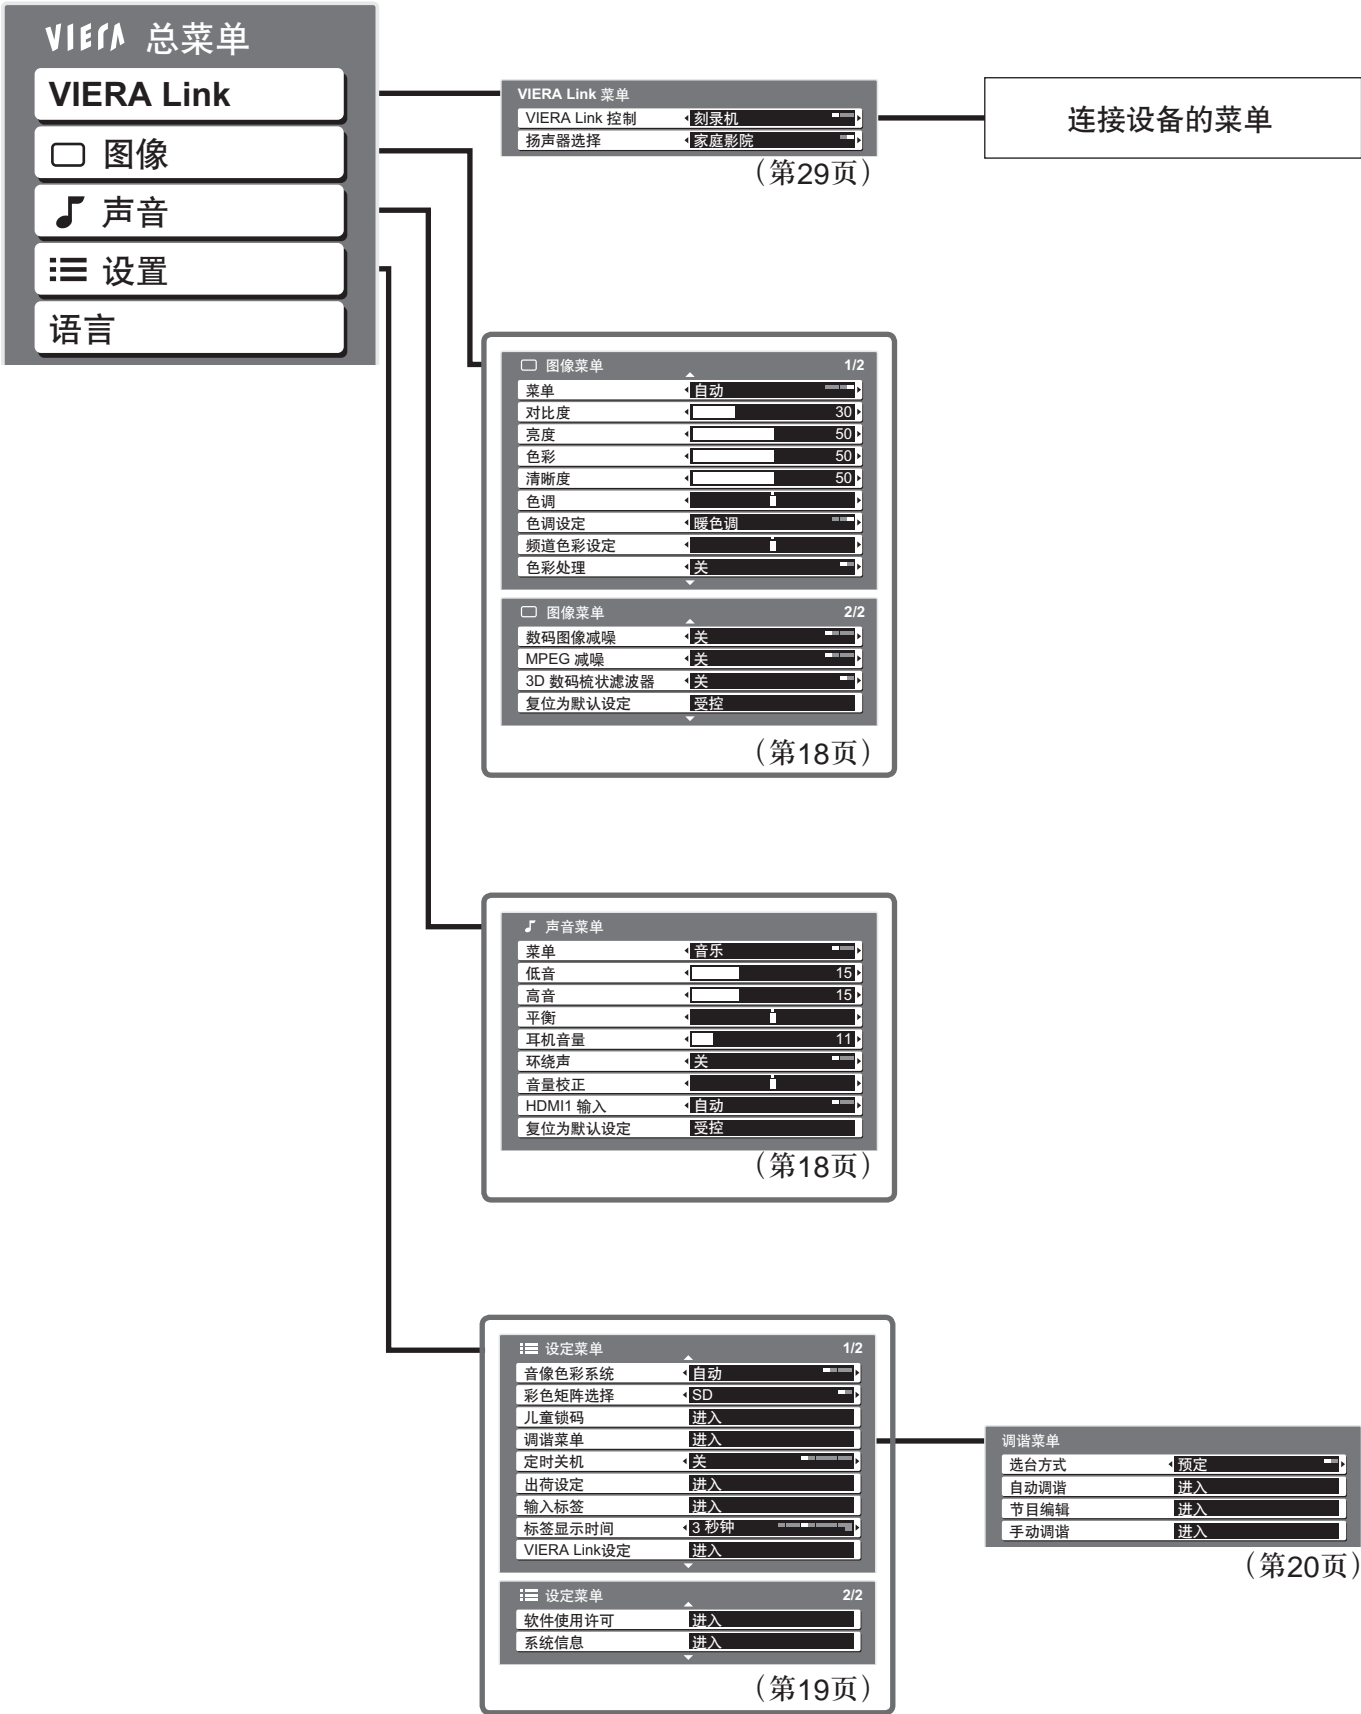 VIERA 总菜单
VIERA Link
图像
声音
设置
语言
VIERA Link 菜单
VIERA Link 控制 刻录机
扬声器选择 家庭影院
（第29页）
连接设备的菜单
图像菜单 1/2
菜单 自动
对比度 30
亮度 50
色彩 50
清晰度 50
色调
色调设定 暖色调
频道色彩设定
色彩处理 关
图像菜单 2/2
数码图像减噪 关
MPEG 减噪 关
3D 数码梳状滤波器 关
复位为默认设定 受控
（第18页）
声音菜单
菜单 音乐
低音 15
高音 15
平衡
耳机音量 11
环绕声 关
音量校正
HDMI1 输入 自动
复位为默认设定 受控
（第18页）
设定菜单 1/2
音像色彩系统 自动
彩色矩阵选择 SD
儿童锁码 进入
调谐菜单 进入
定时关机 关
出荷设定 进入
输入标签 进入
标签显示时间 3 秒钟
VIERA Link设定 进入
设定菜单 2/2
软件使用许可 进入
系统信息 进入
（第19页）
调谐菜单
选台方式 预定
自动调谐 进入
节目编辑 进入
手动调谐 进入
（第20页）